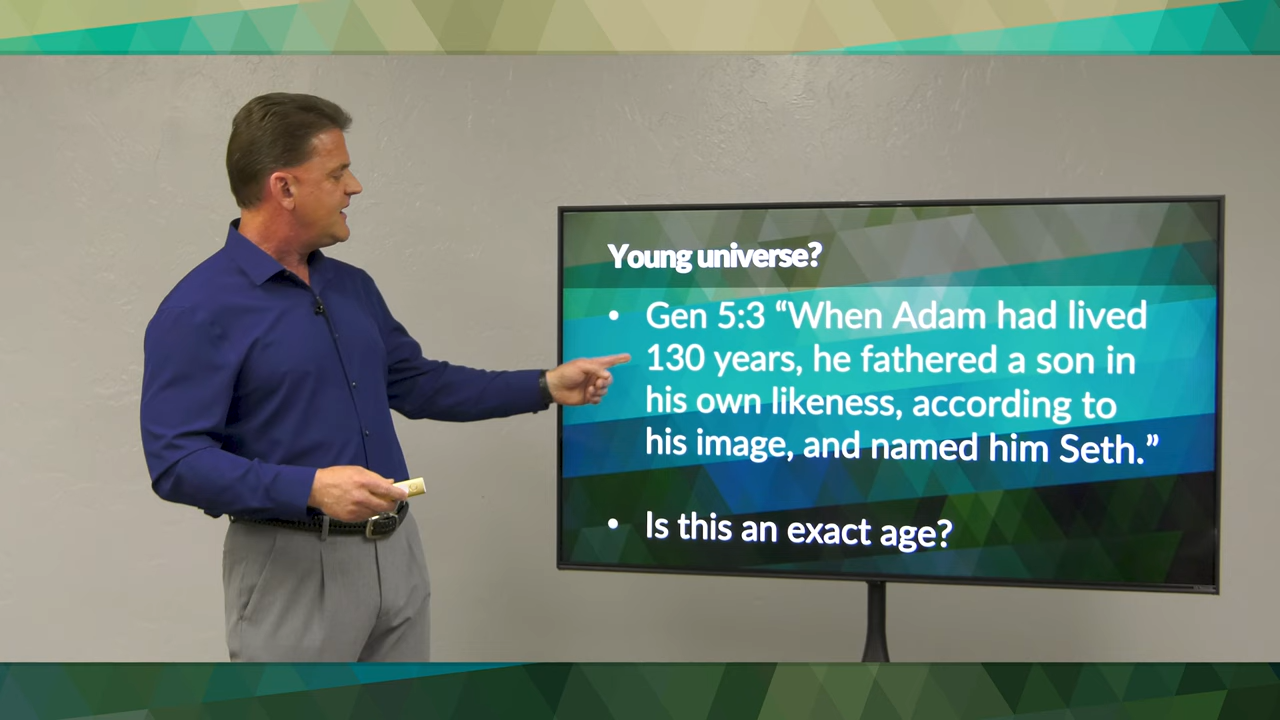 Young universe?
• Gen 5:3 “When Adam had lived
130 years, he fathered a son in
his own likeness, according to
his image, and named him Seth.”
• Is this an exact age?